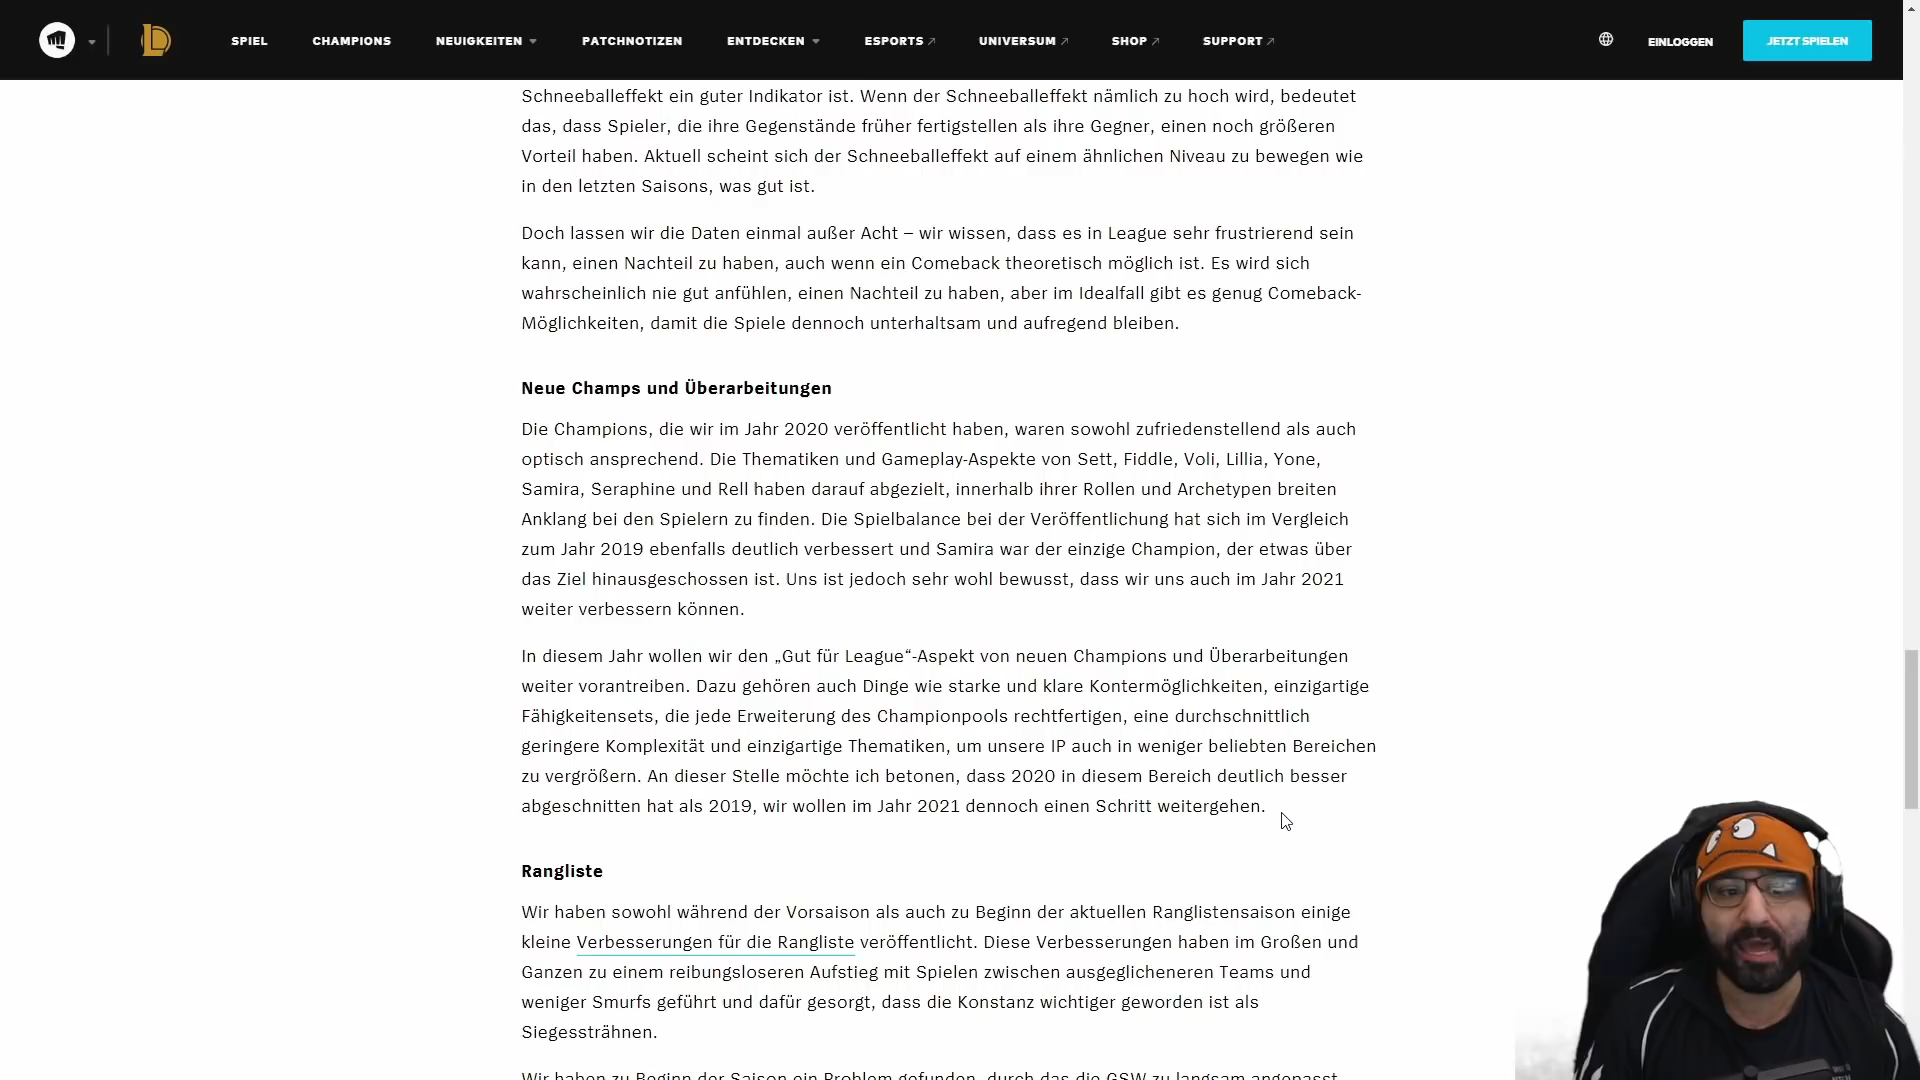 SPIEL CHAMPIONS NEUIGKEITEN PATCHNOTIZEN ENTDECKEN ESPORTS UNIVERSUM SHOP SUPPORT EINLOGGEN JETZT SPIELEN
Schneeballeffekt ein guter Indikator ist. Wenn der Schneeballeffekt nämlich zu hoch wird, bedeutet
das, dass Spieler, die ihre Gegenstände früher fertigstellen als ihre Gegner, einen noch größeren
Vorteil haben. Aktuell scheint sich der Schneeballeffekt auf einem ähnlichen Niveau zu bewegen wie
in den letzten Saisons, was gut ist.
Doch lassen wir die Daten einmal außer Acht – wir wissen, dass es in League sehr frustrierend sein
kann, einen Nachteil zu haben, auch wenn ein Comeback theoretisch möglich ist. Es wird sich
wahrscheinlich nie gut anfühlen, einen Nachteil zu haben, aber im Idealfall gibt es genug Comeback-
Möglichkeiten, damit die Spiele dennoch unterhaltsam und aufregend bleiben.
Neue Champs und Überarbeitungen
Die Champions, die wir im Jahr 2020 veröffentlicht haben, waren sowohl zufriedenstellend als auch
optisch ansprechend. Die Thematiken und Gameplay-Aspekte von Sett, Fiddle, Voli, Lillia, Yone,
Samira, Seraphine und Rell haben darauf abgezielt, innerhalb ihrer Rollen und Archetypen breiten
Anklang bei den Spielern zu finden. Die Spielbalance bei der Veröffentlichung hat sich im Vergleich
zum Jahr 2019 ebenfalls deutlich verbessert und Samira war der einzige Champion, der etwas über
das Ziel hinausgeschossen ist. Uns ist jedoch sehr wohl bewusst, dass wir uns auch im Jahr 2021
weiter verbessern können.
In diesem Jahr wollen wir den „Gut für League“-Aspekt von neuen Champions und Überarbeitungen
weiter vorantreiben. Dazu gehören auch Dinge wie starke und klare Kontermöglichkeiten, einzigartige
Fähigkeitensets, die jede Erweiterung des Championpools rechtfertigen, eine durchschnittlich
geringere Komplexität und einzigartige Thematiken, um unsere IP auch in weniger beliebten Bereichen
zu vergrößern. An dieser Stelle möchte ich betonen, dass 2020 in diesem Bereich deutlich besser
abgeschnitten hat als 2019, wir wollen im Jahr 2021 dennoch einen Schritt weitergehen.
Rangliste
Wir haben sowohl während der Vorsaison als auch zu Beginn der aktuellen Ranglistensaison einige
kleine Verbesserungen für die Rangliste veröffentlicht. Diese Verbesserungen haben im Großen und
Ganzen zu einem reibungsloseren Aufstieg mit Spielen zwischen ausgeglicheneren Teams und
weniger Smurfs geführt und dafür gesorgt, dass die Konstanz wichtiger geworden ist als
Siegessträhnen.
Wir haben zu Beginn der Saison ein Problem gefunden, durch das die GSW zu langsam angepasst